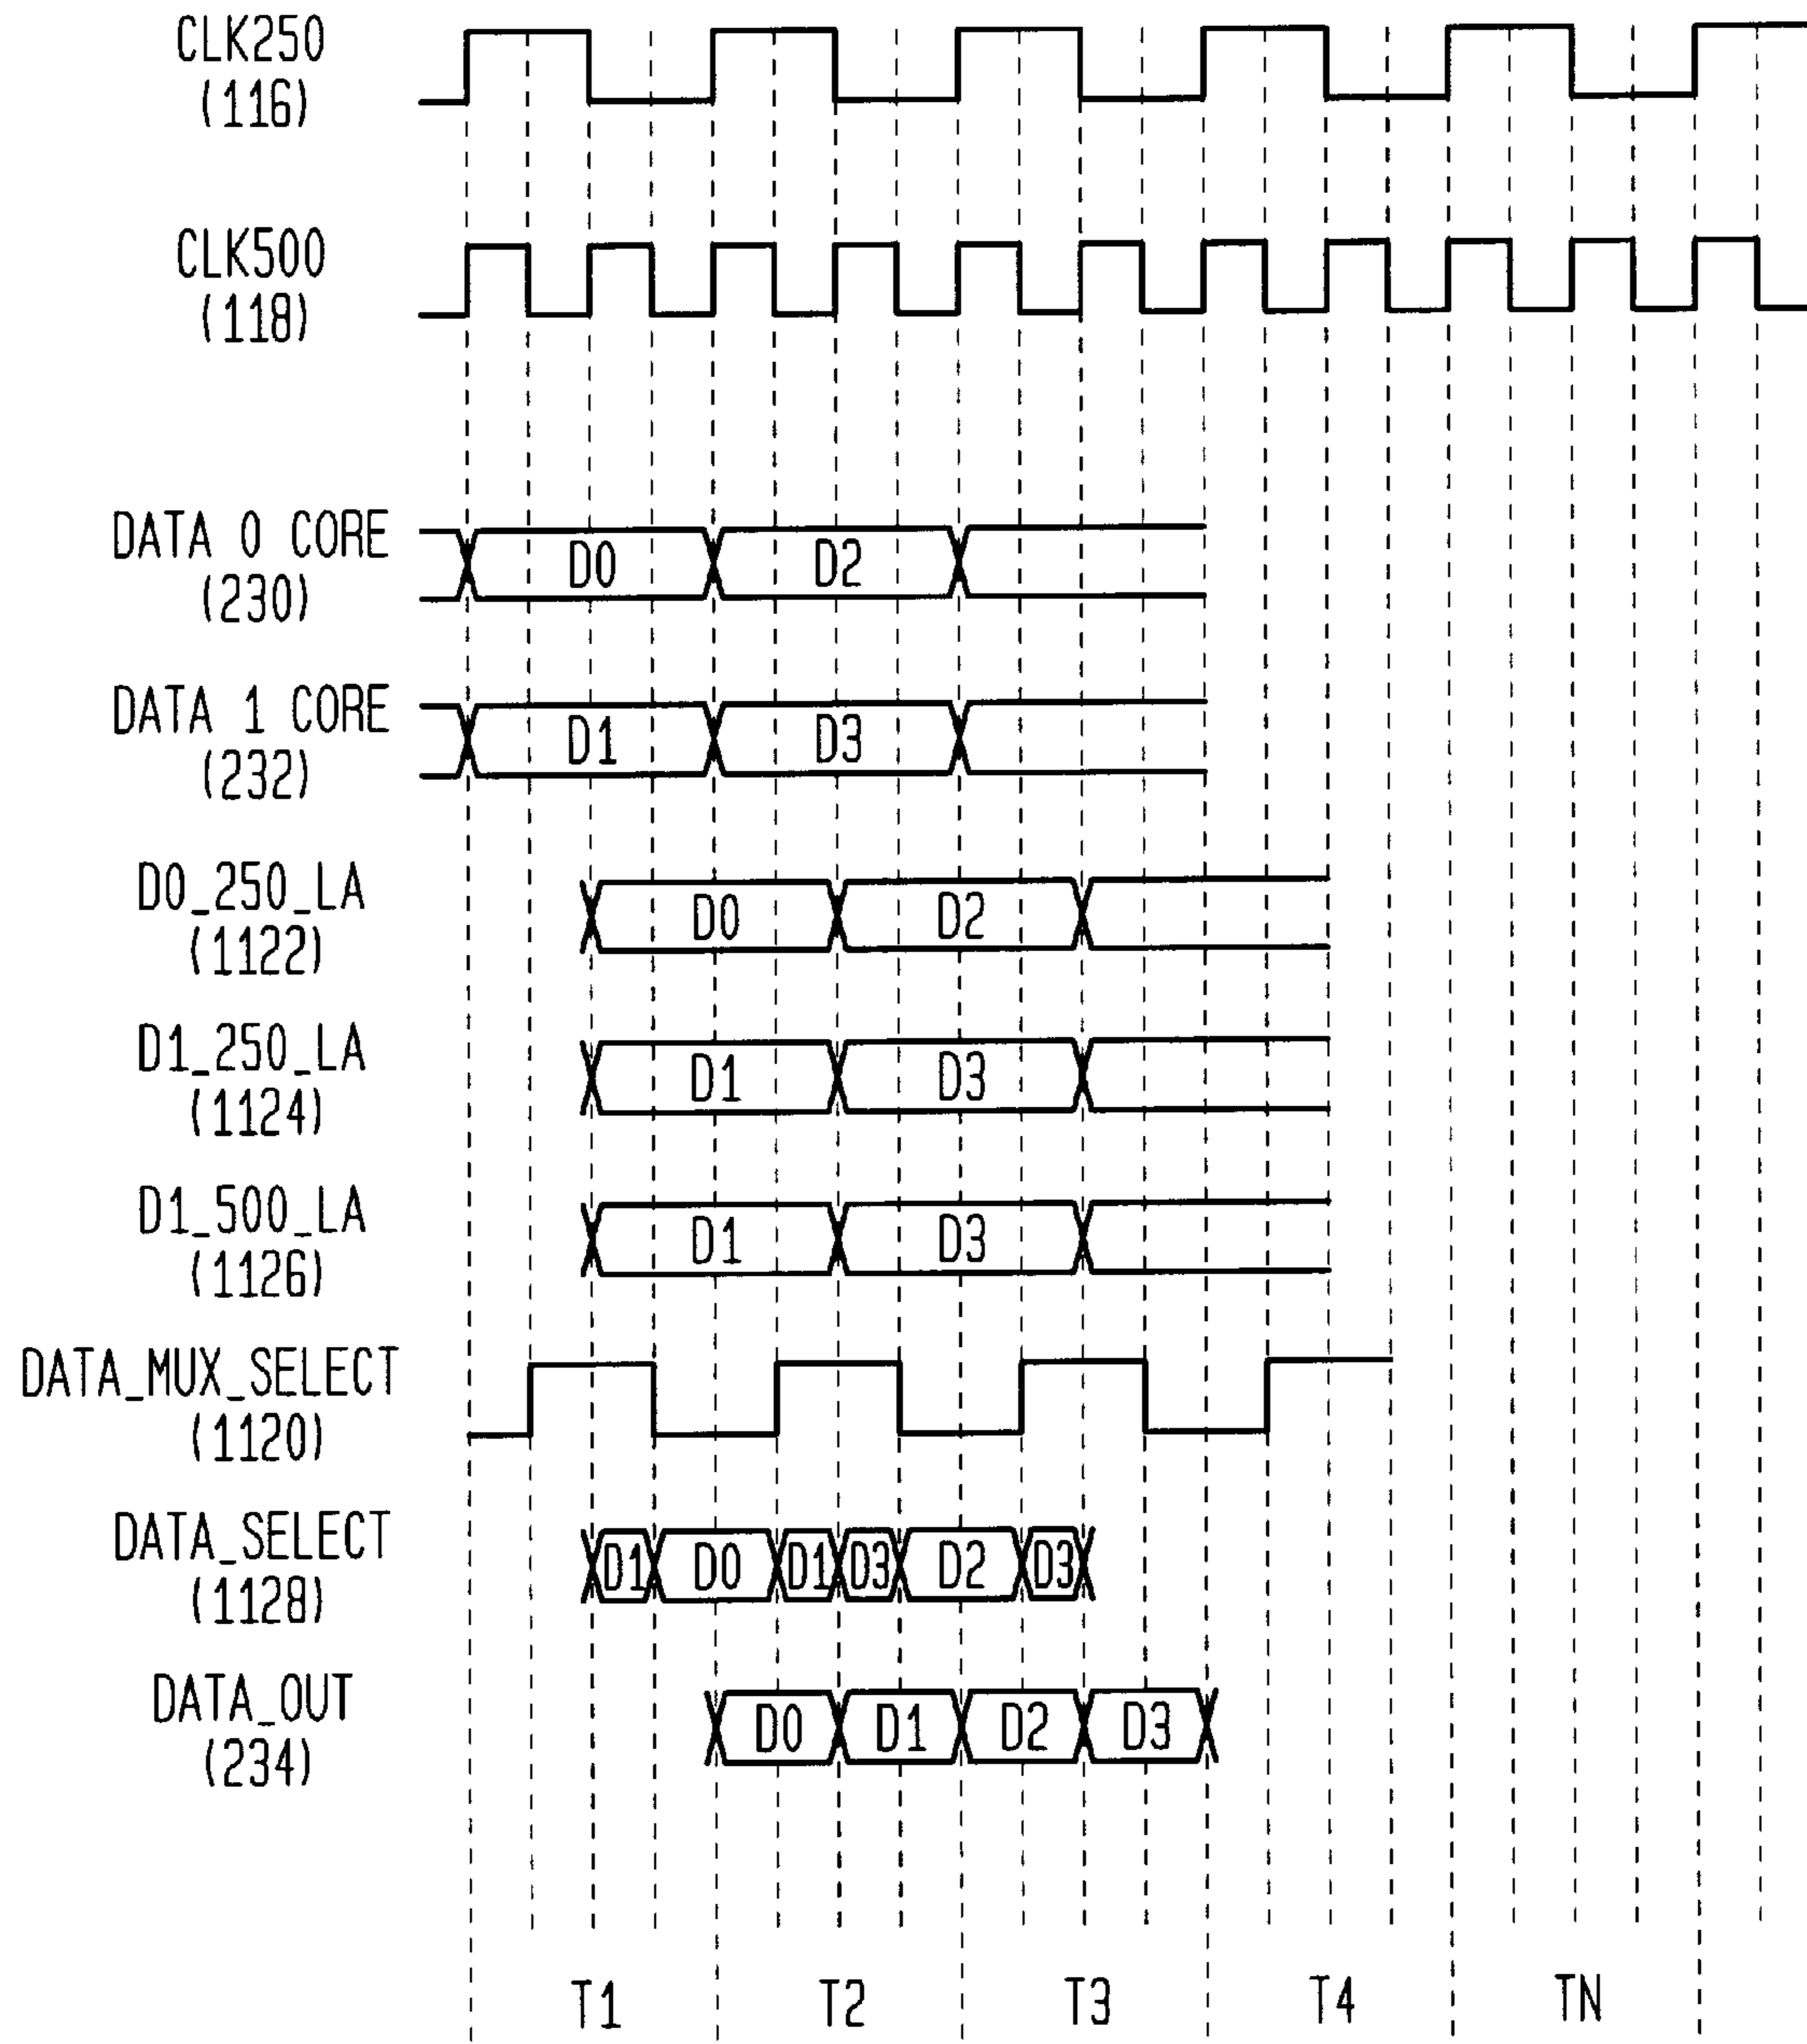 CLK250
(116)
CLK500
(118)
DATA 0 CORE
(230)
D0 D2
DATA 1 CORE
(232)
D1 D3
D0_250_LA
(1122)
D0 D2
D1_250_LA
(1124)
D1 D3
D1_500_LA
(1126)
D1 D3
DATA_MUX_SELECT
(1120)
DATA_SELECT
(1128)
D1 D0 D1 D3 D2 D3
DATA_OUT
(234)
D0 D1 D2 D3
T1 T2 T3 T4 TN